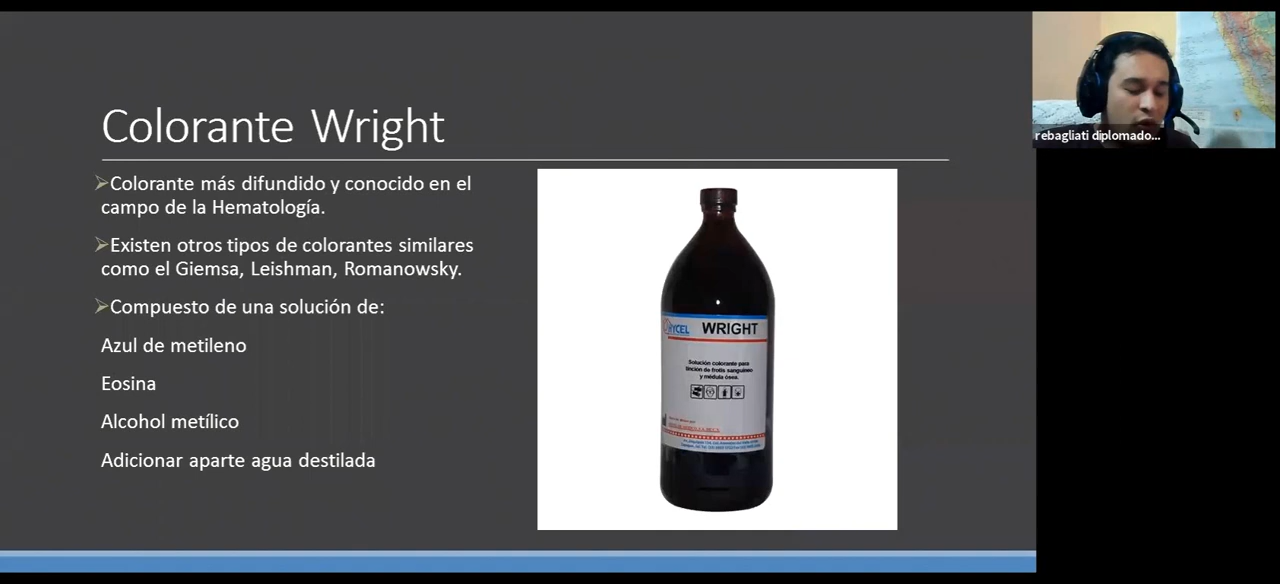 Colorante Wright
➢Colorante más difundido y conocido en el
campo de la Hematología.
➢Existen otros tipos de colorantes similares
como el Giemsa, Leishman, Romanowsky.
➢Compuesto de una solución de:
Azul de metileno
Eosina
Alcohol metílico
Adicionar aparte agua destilada
HYCEL WRIGHT
Solución colorante para
tinción de frotis sanguíneo
y médula ósea.
rebagliati diplomado...